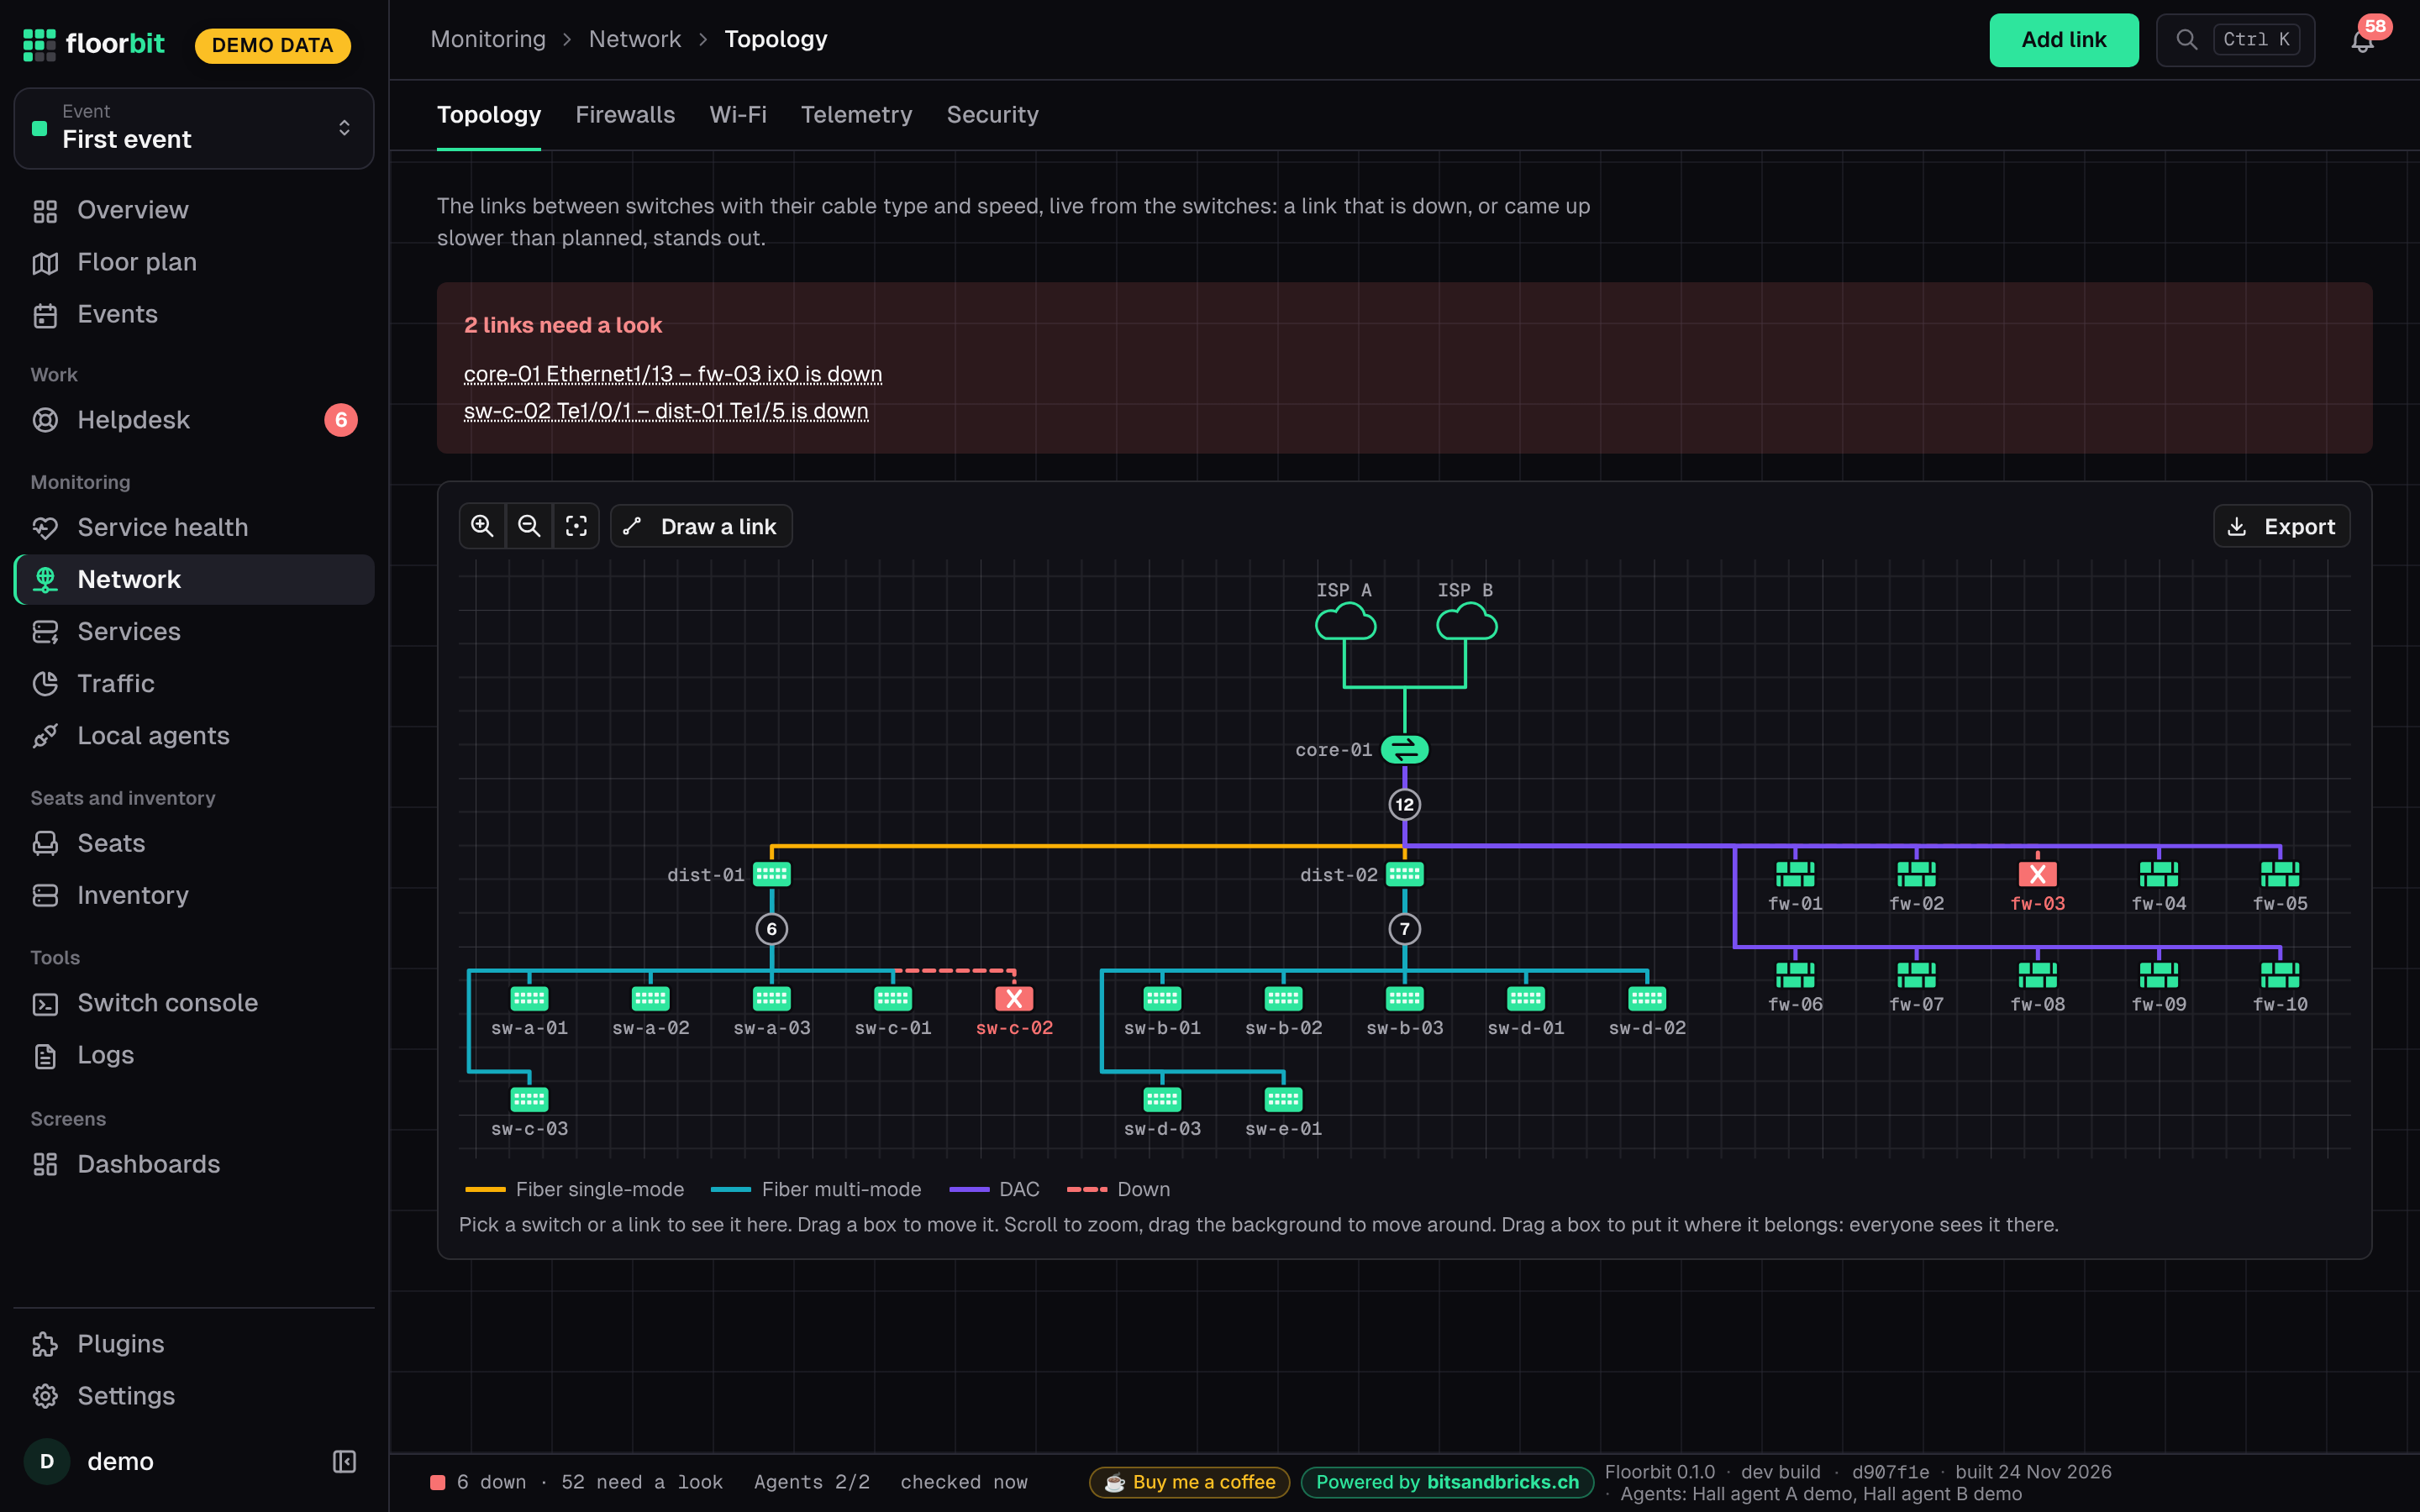 floorbit
DEMO DATA
Event
First event
Overview
Floor plan
Events
Work
Helpdesk
6
Monitoring
Service health
Network
Services
Traffic
Local agents
Seats and inventory
Seats
Inventory
Tools
Switch console
Logs
Screens
Dashboards
Plugins
Settings
D
demo
Monitoring > Network > Topology
Add link
Ctrl K
58
Topology
Firewalls
Wi-Fi
Telemetry
Security
The links between switches with their cable type and speed, live from the switches: a link that is down, or came up
slower than planned, stands out.
2 links need a look
core-01 Ethernet1/13 – fw-03 ix0 is down
sw-c-02 Te1/0/1 – dist-01 Te1/5 is down
Draw a link
Export
ISP A
ISP B
core-01
12
dist-01
dist-02
fw-01
fw-02
fw-03
fw-04
fw-05
6
7
fw-06
fw-07
fw-08
fw-09
fw-10
sw-a-01
sw-a-02
sw-a-03
sw-c-01
sw-c-02
sw-b-01
sw-b-02
sw-b-03
sw-d-01
sw-d-02
sw-c-03
sw-d-03
sw-e-01
Fiber single-mode
Fiber multi-mode
DAC
Down
Pick a switch or a link to see it here. Drag a box to move it. Scroll to zoom, drag the background to move around. Drag a box to put it where it belongs: everyone sees it there.
6 down · 52 need a look
Agents 2/2
checked now
Buy me a coffee
Powered by bitsandbricks.ch
Floorbit 0.1.0 · dev build · d907f1e · built 24 Nov 2026
· Agents: Hall agent A demo, Hall agent B demo